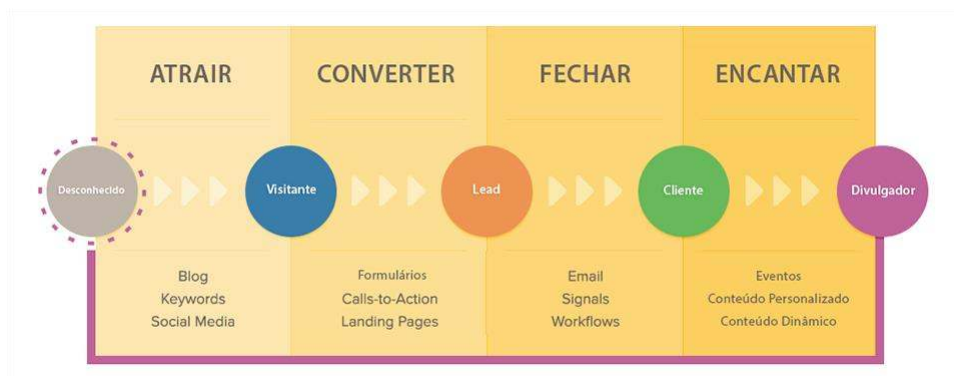 ATRAIR
CONVERTER
FECHAR
ENCANTAR
Desconhecido
Visitante
Lead
Cliente
Divulgador
Blog
Keywords
Social Media
Formulários
Calls-to-Action
Landing Pages
Email
Signals
Workflows
Eventos
Conteúdo Personalizado
Conteúdo Dinâmico